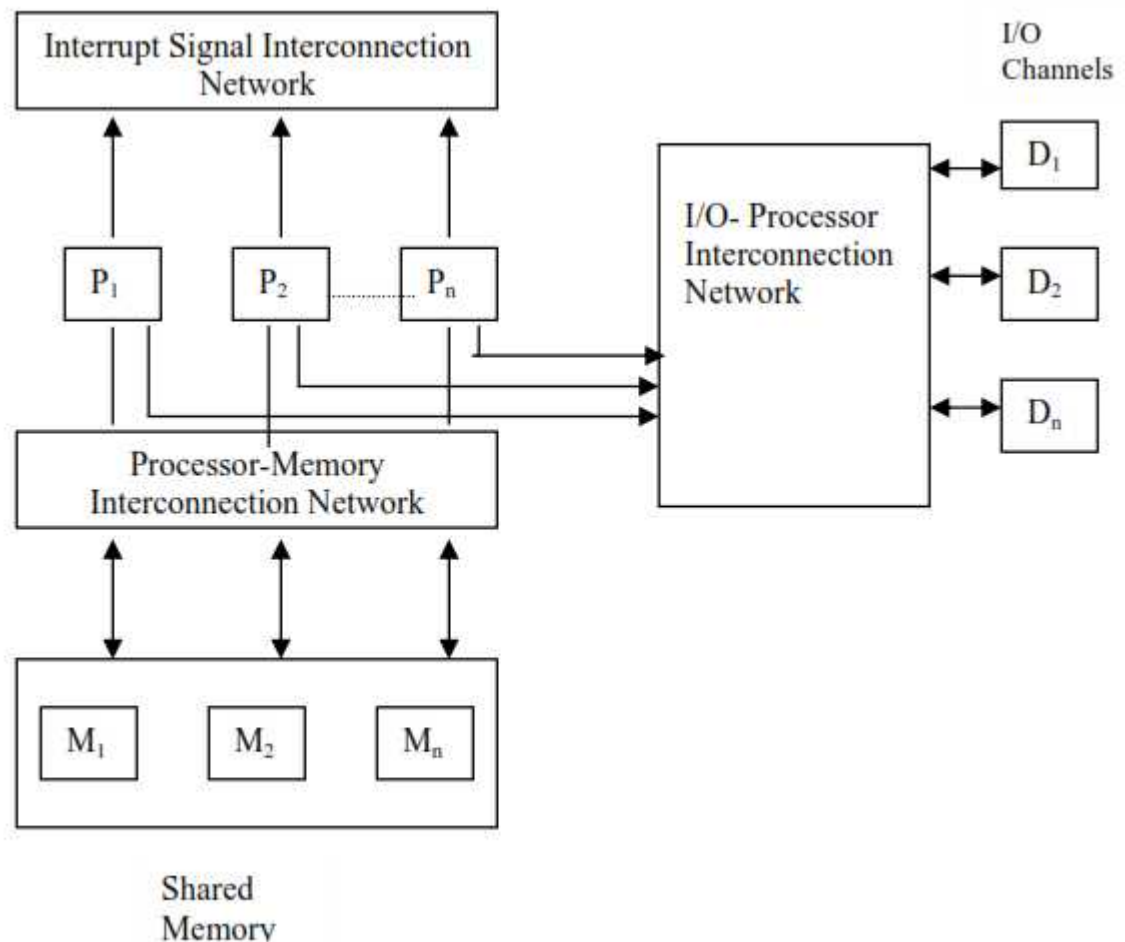 Interrupt Signal Interconnection
Network
I/O
Channels
P₁
P₂
Pₙ
I/O- Processor
Interconnection
Network
D₁
D₂
Dₙ
Processor-Memory
Interconnection Network
M₁
M₂
Mₙ
Shared
Memory